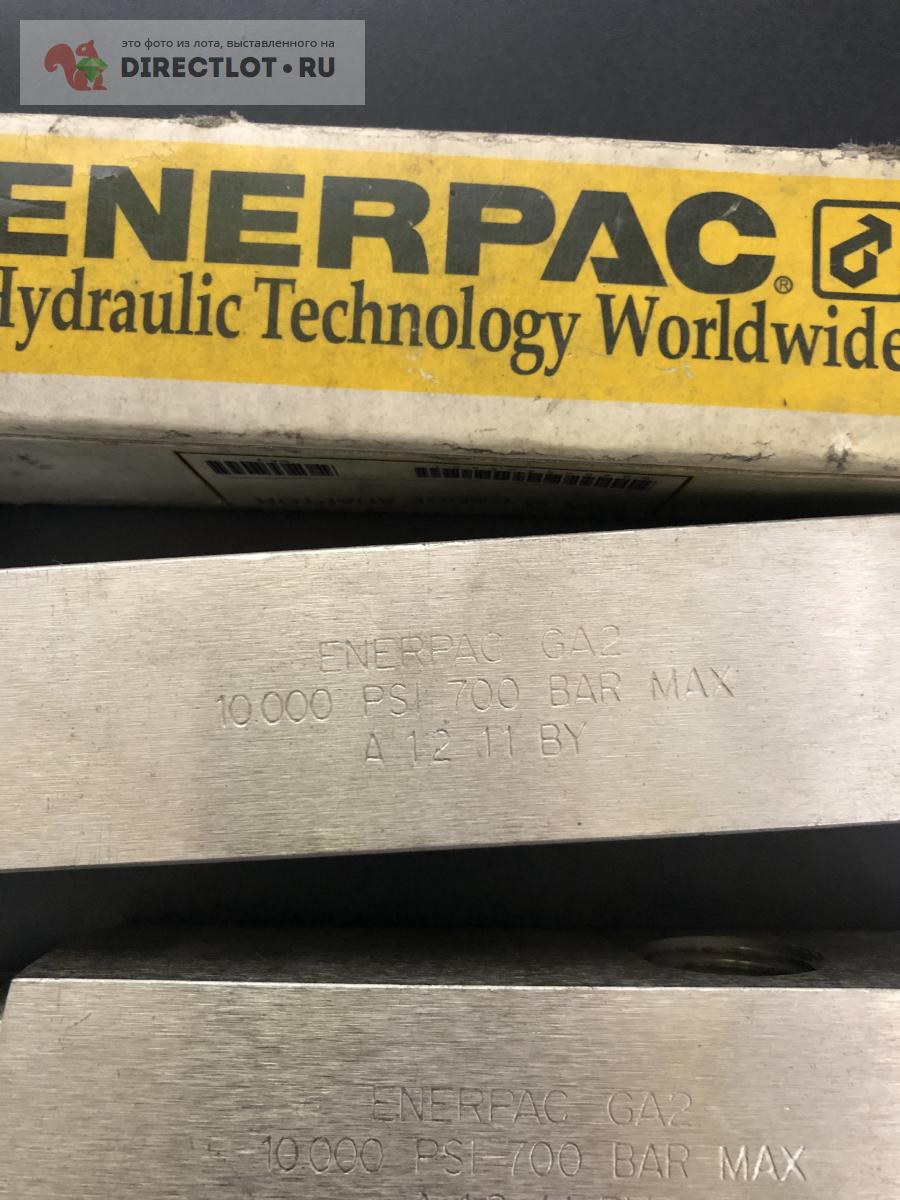 это фото из лота, выставленного на
DIRECTLOT•RU
ENERPAC®
Hydraulic Technology Worldwide
ENERPAC GA2
10.000 PSI-700 BAR MAX
A 12 11 BY
ENERPAC GA2
10.000 PSI-700 BAR MAX